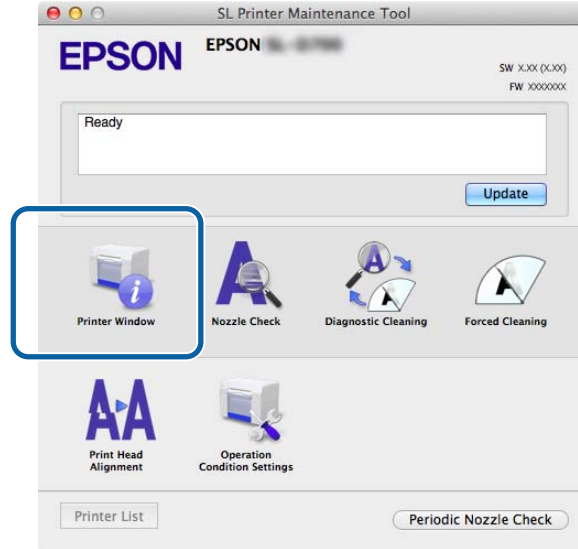 SL Printer Maintenance Tool
EPSON
EPSON
SW X.XX (X.XX)
FW XXXXXXX
Ready
Update
Printer Window
Nozzle Check
Diagnostic Cleaning
Forced Cleaning
Print Head
Alignment
Operation
Condition Settings
Printer List
Periodic Nozzle Check